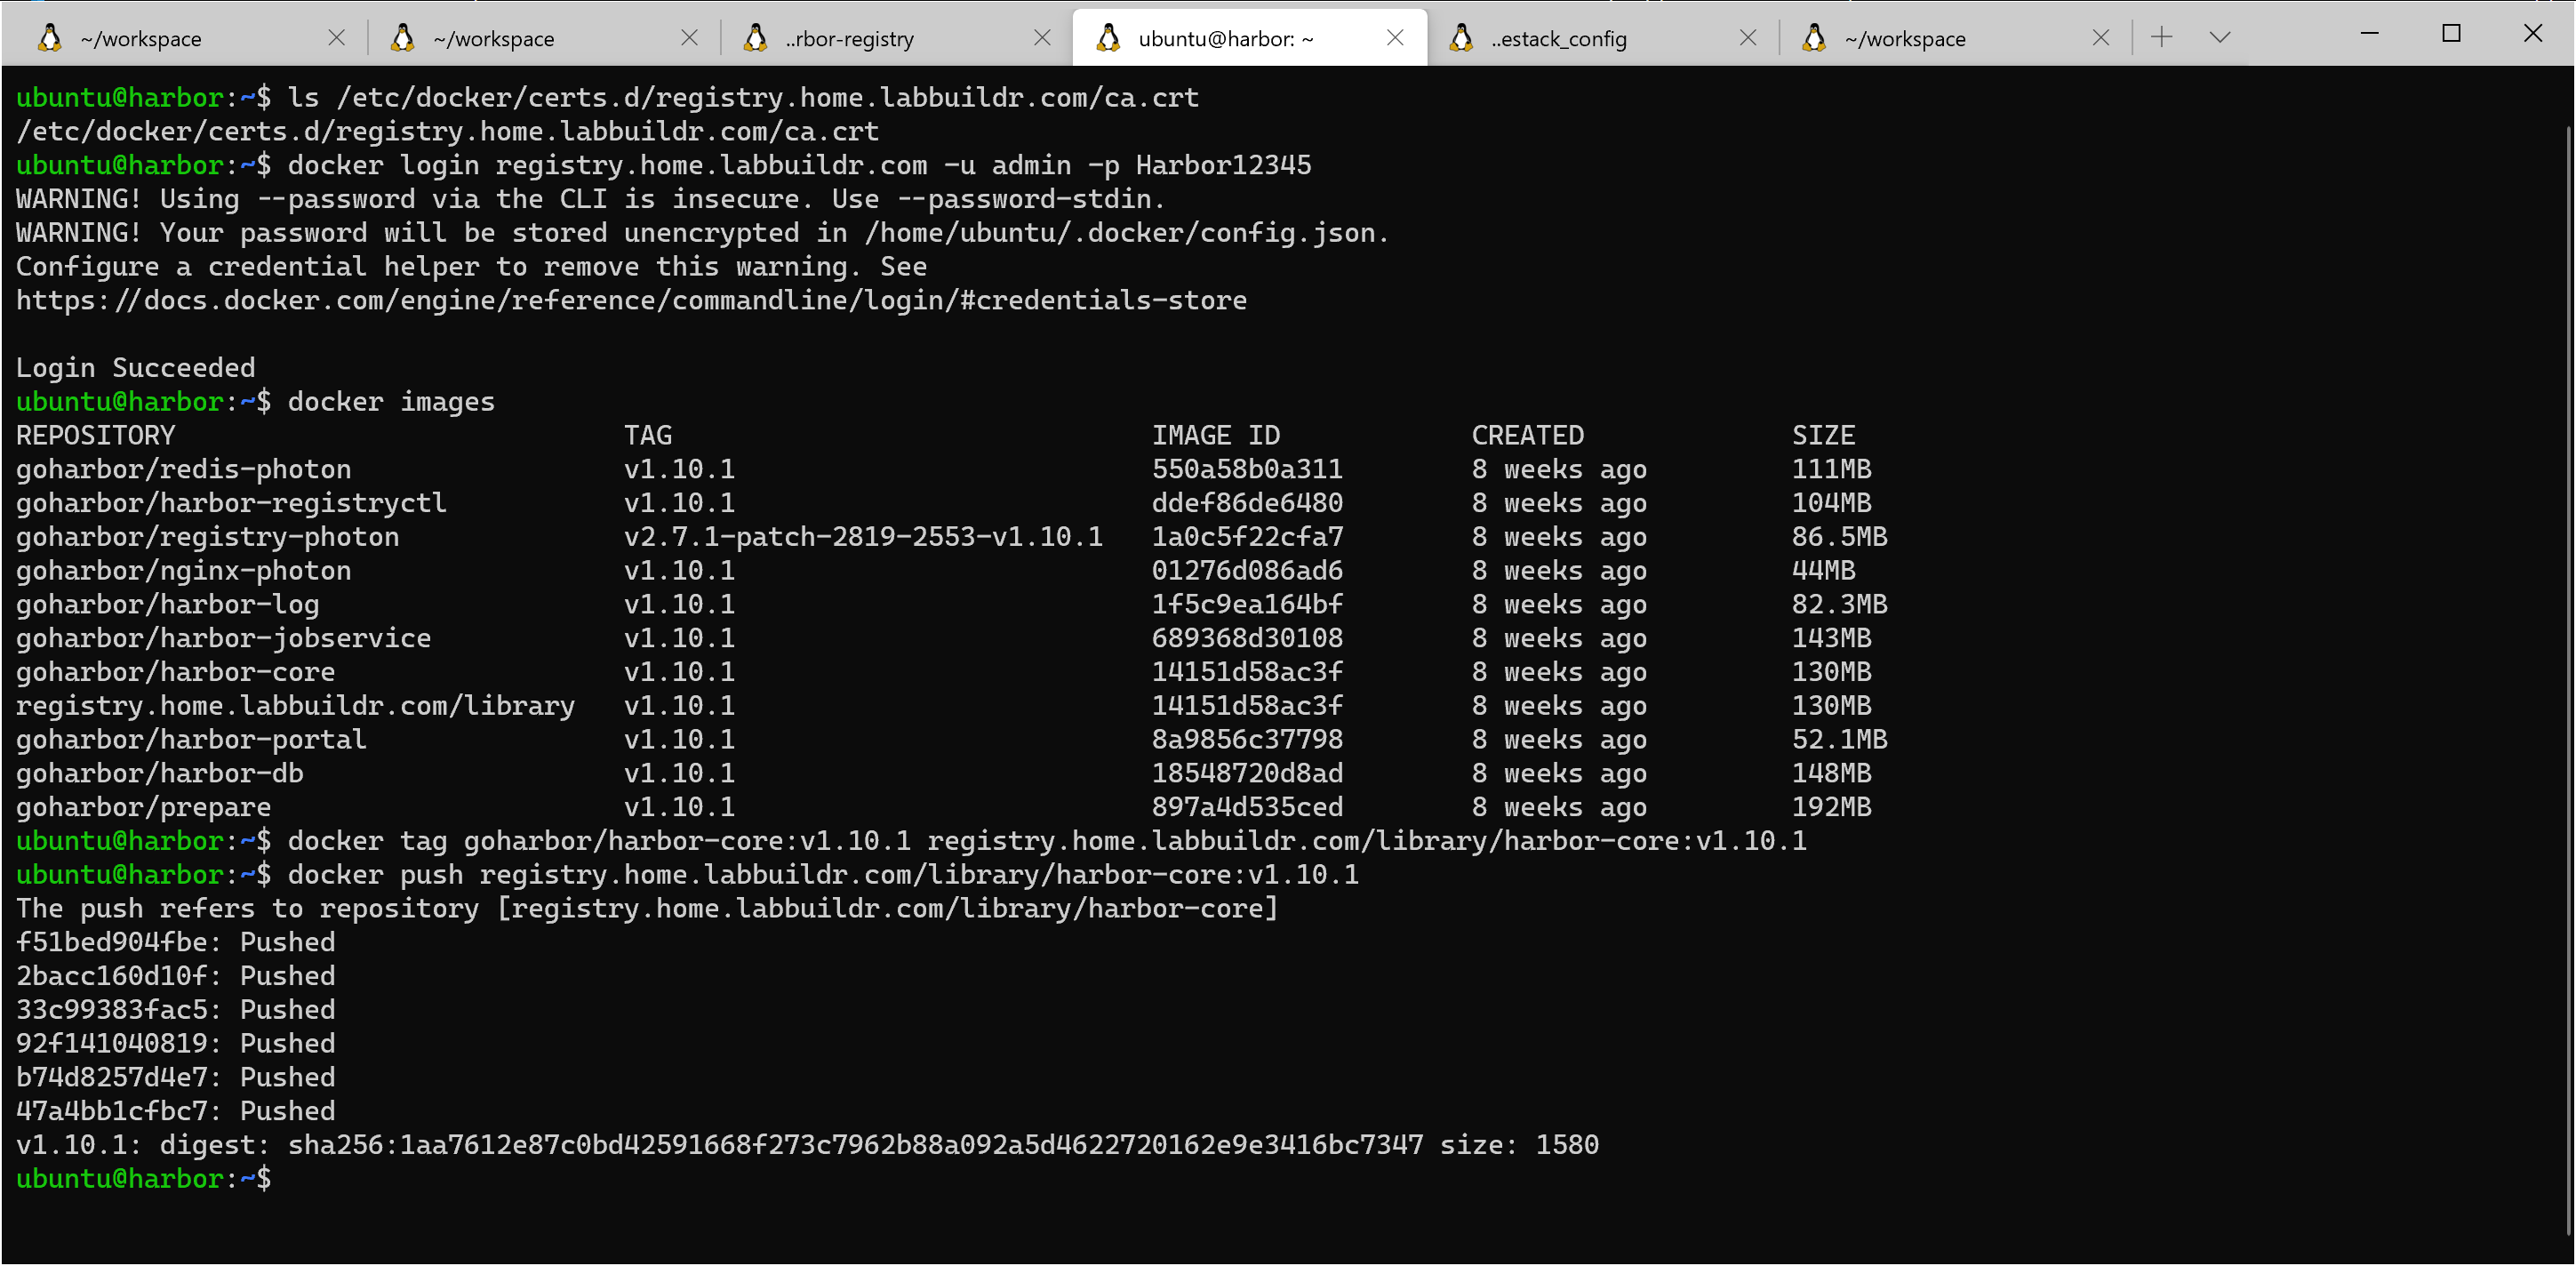 ~/workspace ~/workspace ..rbor-registry ubuntu@harbor: ~ ..estack_config ~/workspace
ubuntu@harbor:~$ ls /etc/docker/certs.d/registry.home.labbuildr.com/ca.crt
/etc/docker/certs.d/registry.home.labbuildr.com/ca.crt
ubuntu@harbor:~$ docker login registry.home.labbuildr.com -u admin -p Harbor12345
WARNING! Using --password via the CLI is insecure. Use --password-stdin.
WARNING! Your password will be stored unencrypted in /home/ubuntu/.docker/config.json.
Configure a credential helper to remove this warning. See
https://docs.docker.com/engine/reference/commandline/login/#credentials-store
Login Succeeded
ubuntu@harbor:~$ docker images
REPOSITORY TAG IMAGE ID CREATED SIZE
goharbor/redis-photon v1.10.1 550a58b0a311 8 weeks ago 111MB
goharbor/harbor-registryctl v1.10.1 ddef86de6480 8 weeks ago 104MB
goharbor/registry-photon v2.7.1-patch-2819-2553-v1.10.1 1a0c5f22cfa7 8 weeks ago 86.5MB
goharbor/nginx-photon v1.10.1 01276d086ad6 8 weeks ago 44MB
goharbor/harbor-log v1.10.1 1f5c9ea164bf 8 weeks ago 82.3MB
goharbor/harbor-jobservice v1.10.1 689368d30108 8 weeks ago 143MB
goharbor/harbor-core v1.10.1 14151d58ac3f 8 weeks ago 130MB
registry.home.labbuildr.com/library v1.10.1 14151d58ac3f 8 weeks ago 130MB
goharbor/harbor-portal v1.10.1 8a9856c37798 8 weeks ago 52.1MB
goharbor/harbor-db v1.10.1 18548720d8ad 8 weeks ago 148MB
goharbor/prepare v1.10.1 897a4d535ced 8 weeks ago 192MB
ubuntu@harbor:~$ docker tag goharbor/harbor-core:v1.10.1 registry.home.labbuildr.com/library/harbor-core:v1.10.1
ubuntu@harbor:~$ docker push registry.home.labbuildr.com/library/harbor-core:v1.10.1
The push refers to repository [registry.home.labbuildr.com/library/harbor-core]
f51bed904fbe: Pushed
2bacc160d10f: Pushed
33c99383fac5: Pushed
92f141040819: Pushed
b74d8257d4e7: Pushed
47a4bb1cfbc7: Pushed
v1.10.1: digest: sha256:1aa7612e87c0bd42591668f273c7962b88a092a5d4622720162e9e3416bc7347 size: 1580
ubuntu@harbor:~$